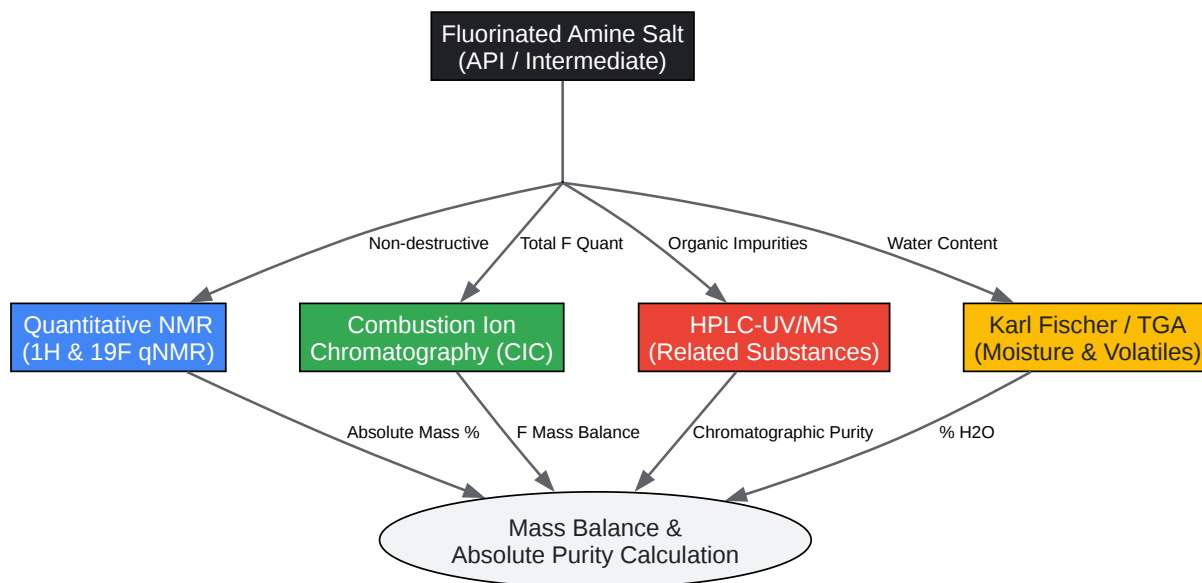 Fluorinated Amine Salt
(API / Intermediate)
Non-destructive
Total F Quant
Organic Impurities
Water Content
Quantitative NMR
(1H & 19F qNMR)
Combustion Ion
Chromatography (CIC)
HPLC-UV/MS
(Related Substances)
Karl Fischer / TGA
(Moisture & Volatiles)
Absolute Mass %
F Mass Balance
Chromatographic Purity
% H2O
Mass Balance &
Absolute Purity Calculation